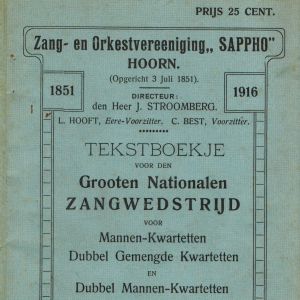 PRIJS 25 CENT.
Zang- en Orkestvereeniging „ SAPPHO"
HOORN.
(Opgericht 3 Juli 1851).
1851
DIRECTEUR:
1916
den Heer J. STROOMBERG.
L. HOOFT, Eere-Voorzitter. C. BEST, Voorzitter.
TEKSTBOEKJE
VOOR DEN
Grooten Nationalen
ZANGWEDSTRIJD
VOOR
Mannen-Kwartetten
Dubbel Gemengde Kwartetten
EN
Dubbel Mannen-Kwartetten